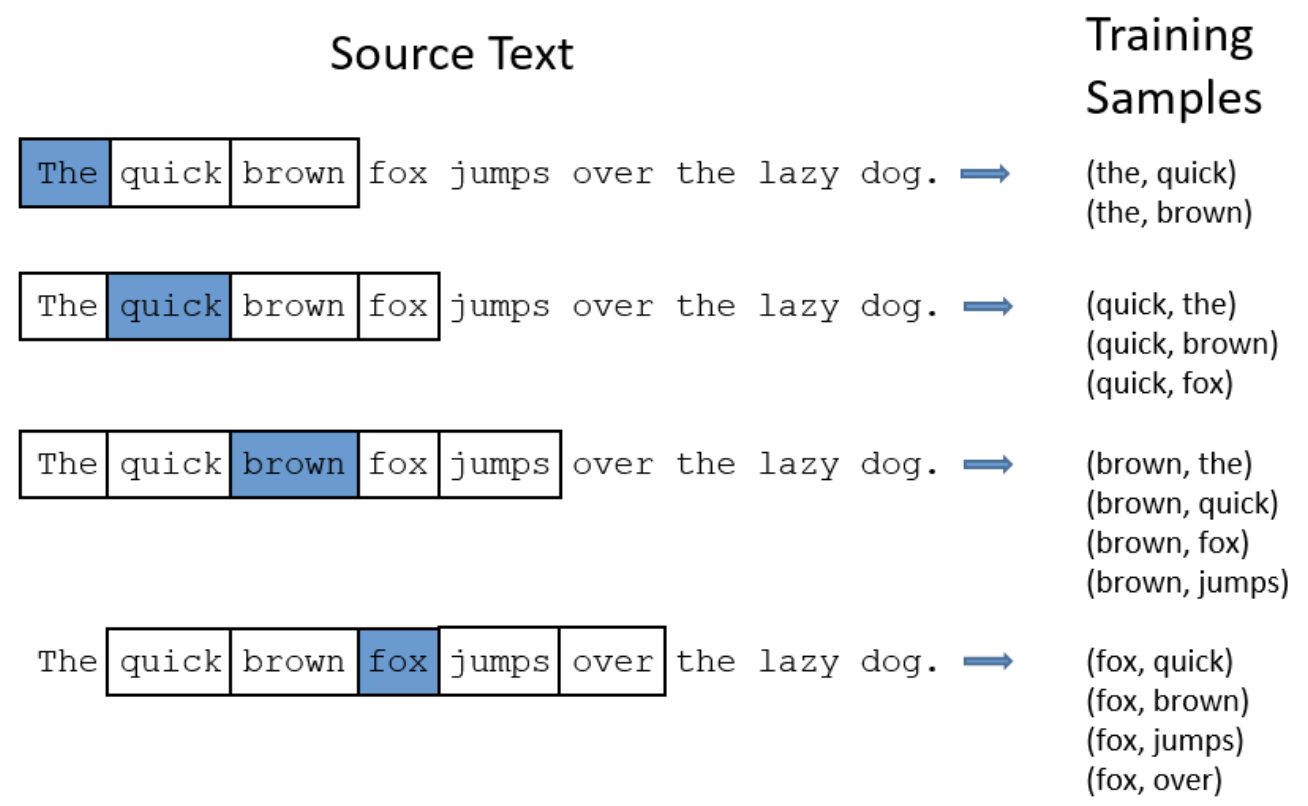 Source Text
Training
Samples
The quick brown fox jumps over the lazy dog.
(the, quick)
(the, brown)
The quick brown fox jumps over the lazy dog.
(quick, the)
(quick, brown)
(quick, fox)
The quick brown fox jumps over the lazy dog.
(brown, the)
(brown, quick)
(brown, fox)
(brown, jumps)
The quick brown fox jumps over the lazy dog.
(fox, quick)
(fox, brown)
(fox, jumps)
(fox, over)